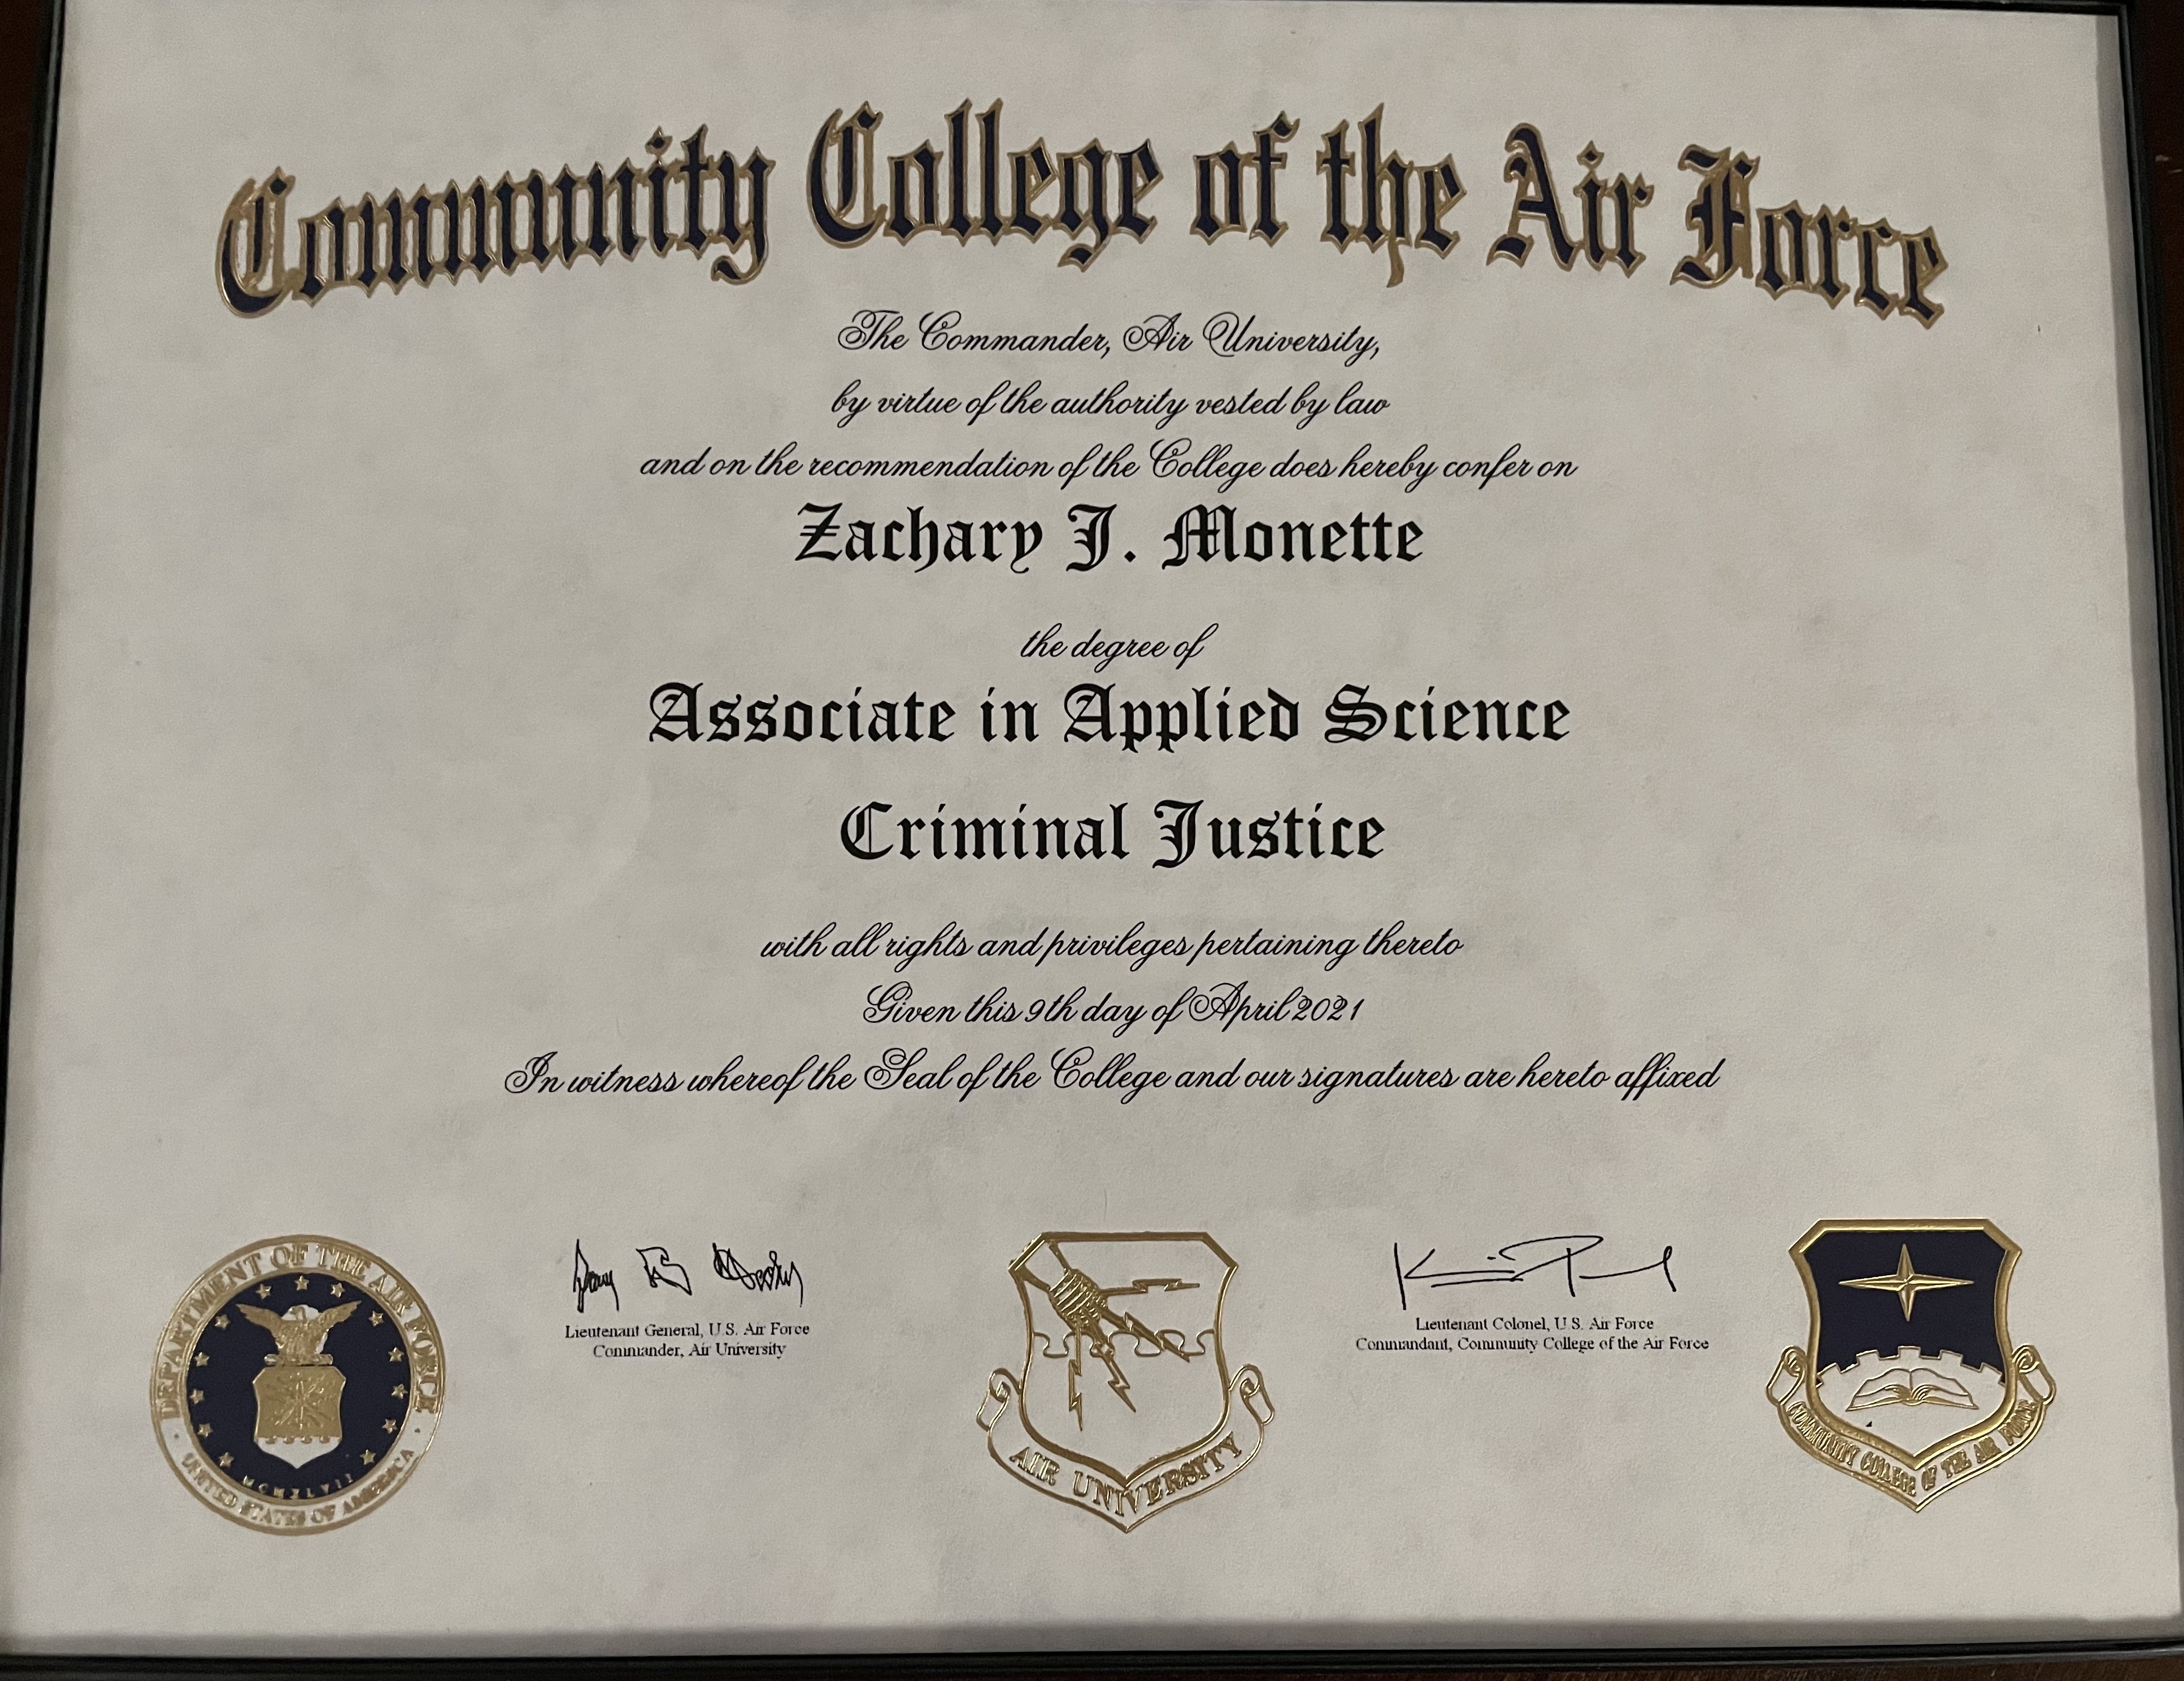 Community College of the Air Force
The Commander, Air University,
by virtue of the authority vested by law
and on the recommendation of the College does hereby confer on
Zachary J. Monette
the degree of
Associate in Applied Science
Criminal Justice
with all rights and privileges pertaining thereto
Given this 9th day of April 2021
In witness whereof the Seal of the College and our signatures are hereto affixed
DEPARTMENT OF THE AIR FORCE
MCMXLVII
UNITED STATES OF AMERICA
Lieutenant General, U.S. Air Force
Commander, Air University
AIR UNIVERSITY
Lieutenant Colonel, U.S. Air Force
Commandant, Community College of the Air Force
COMMUNITY COLLEGE OF THE AIR FORCE